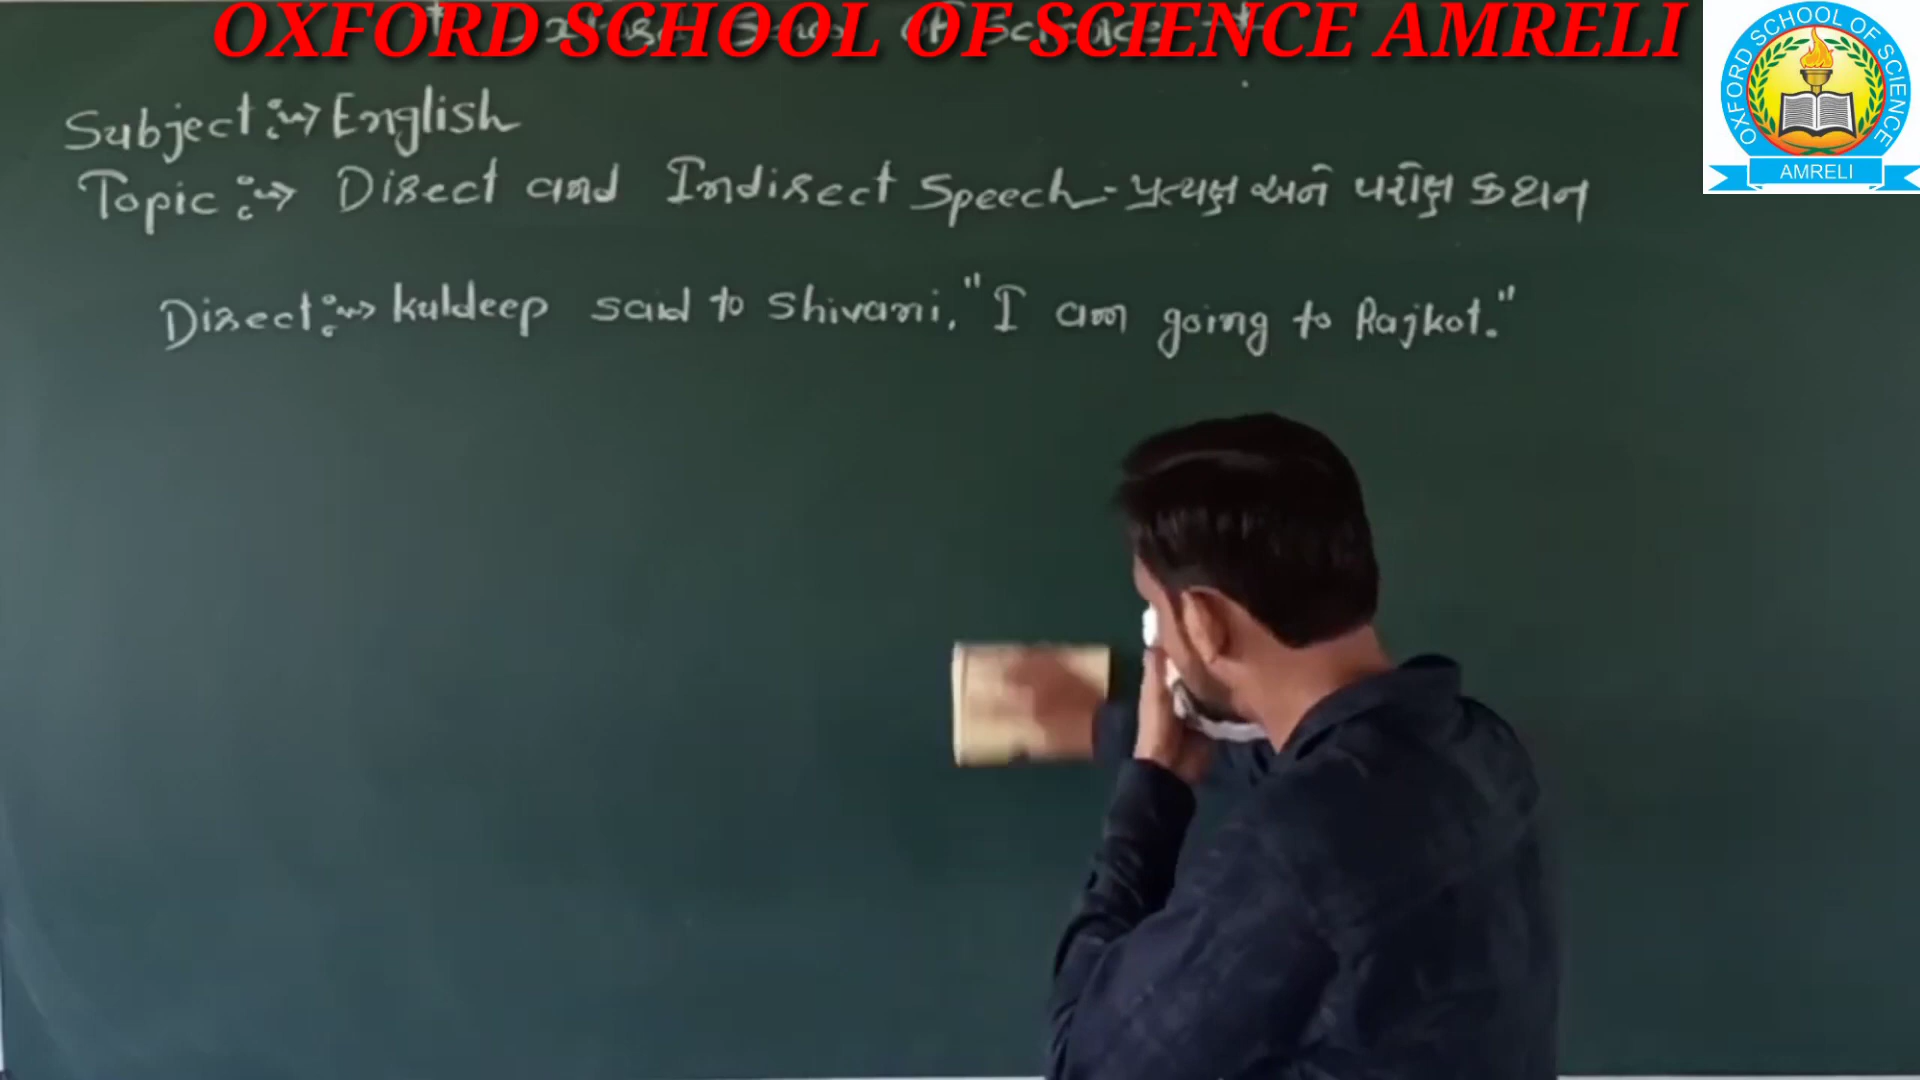 OXFORD SCHOOL OF SCIENCE AMRELI
OXFORD SCHOOL OF SCIENCE
AMRELI
Subject :~> English
Topic :~> Direct and Indirect Speech - પ્રત્યક્ષ અને પરોક્ષ કથન
Direct :~> kuldeep said to Shivani, "I am going to Rajkot."